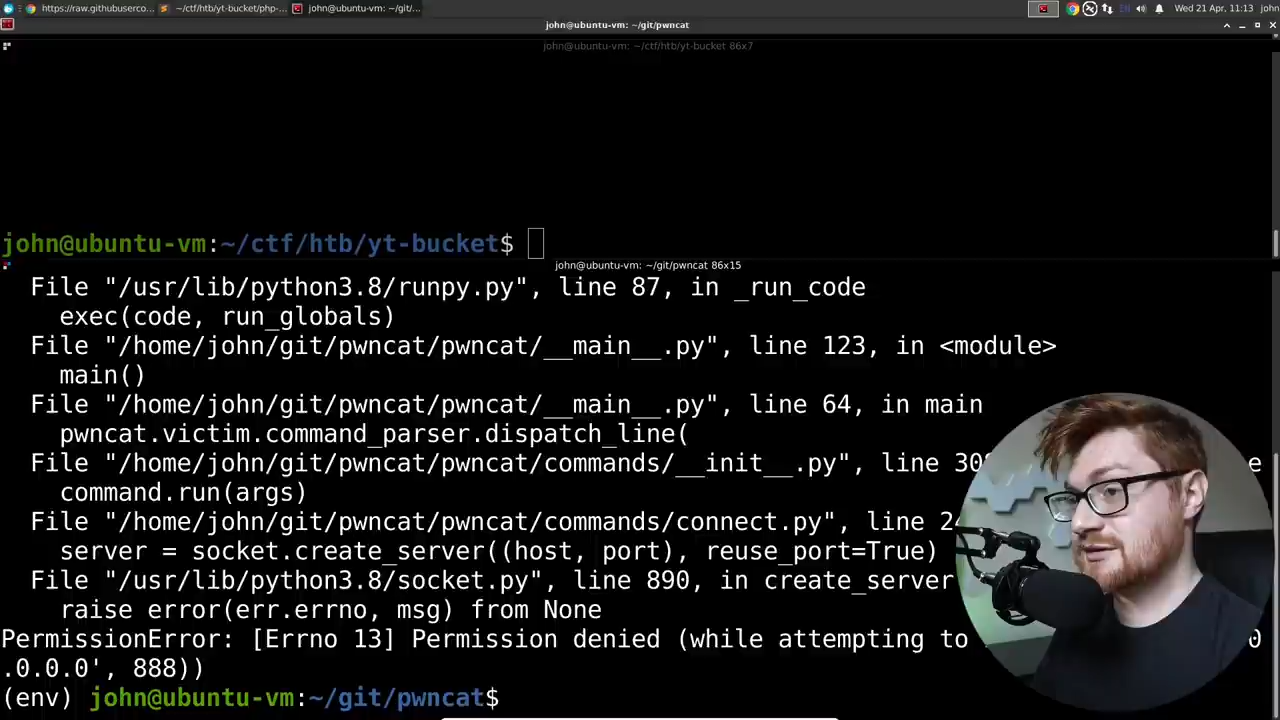 https://raw.githubuserco...
~/ctf/htb/yt-bucket/php-...
john@ubuntu-vm: ~/git/...
Wed 21 Apr, 11:13 john
john@ubuntu-vm: ~/git/pwncat
john@ubuntu-vm: ~/ctf/htb/yt-bucket 86x7
john@ubuntu-vm:~/ctf/htb/yt-bucket$
john@ubuntu-vm: ~/git/pwncat 86x15
File "/usr/lib/python3.8/runpy.py", line 87, in _run_code
exec(code, run_globals)
File "/home/john/git/pwncat/pwncat/__main__.py", line 123, in <module>
main()
File "/home/john/git/pwncat/pwncat/__main__.py", line 64, in main
pwncat.victim.command_parser.dispatch_line(
File "/home/john/git/pwncat/pwncat/commands/__init__.py", line
command.run(args)
File "/home/john/git/pwncat/pwncat/commands/connect.py", line
server = socket.create_server((host, port), reuse_port=True)
File "/usr/lib/python3.8/socket.py", line 890, in create_server
raise error(err.errno, msg) from None
PermissionError: [Errno 13] Permission denied (while attempting to 0
.0.0.0', 888))
(env) john@ubuntu-vm:~/git/pwncat$